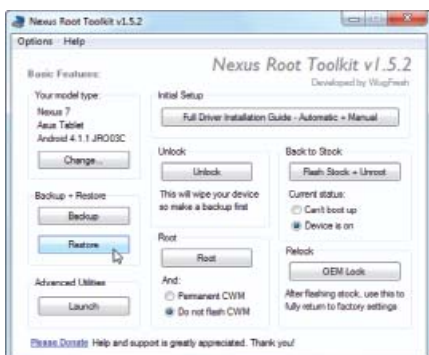 Nexus Root Toolkit v1.5.2
Options Help
Nexus Root Toolkit v1.5.2
Developed by WugFresh
Basic Features:
Your model type:
Nexus 7
Asus Tablet
Android 4.1.1 JRO03C
Change...
Backup + Restore
Backup
Restore
Advanced Utilities
Launch
Initial Setup
Full Driver Installation Guide - Automatic + Manual
Unlock
Unlock
This will wipe your device
so make a backup first
Root
Root
And:
Permanent CWM
Do not flash CWM
Back to Stock
Flash Stock + Unroot
Current status:
Can't boot up
Device is on
Relock
OEM Lock
After flashing stock, use this to
fully return to factory settings
Please Donate Help and support is greatly appreciated. Thank you!